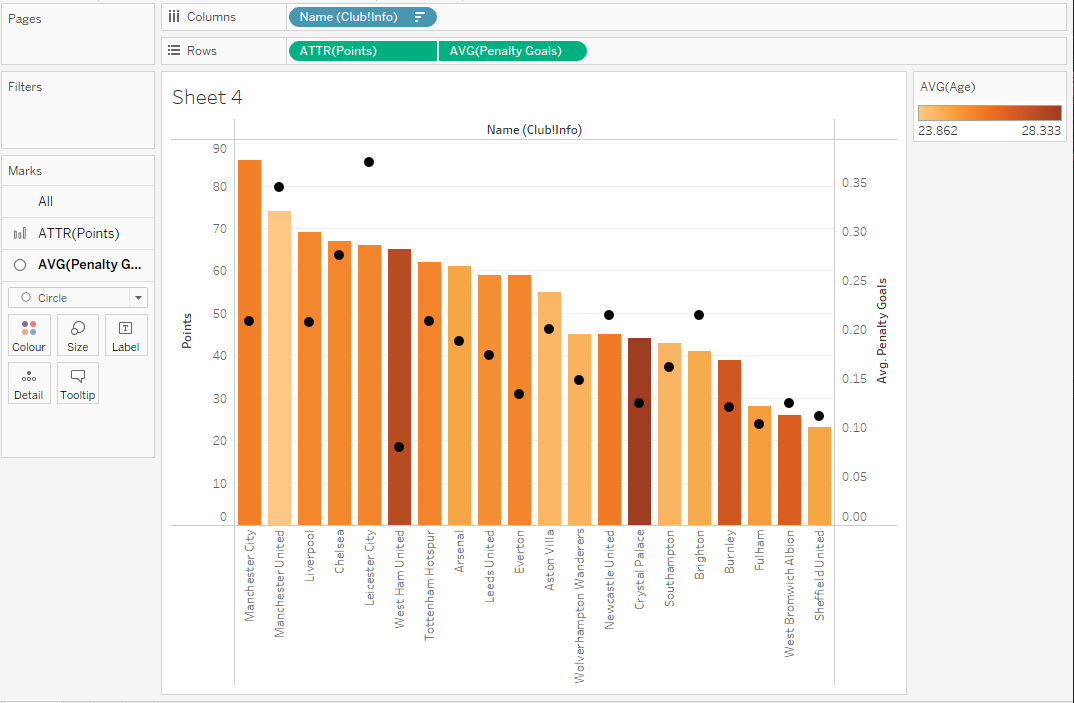 Pages
Columns
Name (Club!Info)
Rows
ATTR(Points)
AVG(Penalty Goals)
Filters
Marks
All
ATTR(Points)
AVG(Penalty G...
Circle
Colour
Size
Label
Detail
Tooltip
Sheet 4
Name (Club!Info)
Points
90
80
70
60
50
40
30
20
10
0
Avg. Penalty Goals
0.35
0.30
0.25
0.20
0.15
0.10
0.05
0.00
Manchester City
Manchester United
Liverpool
Chelsea
Leicester City
West Ham United
Tottenham Hotspur
Arsenal
Leeds United
Everton
Aston Villa
Wolverhampton Wanderers
Newcastle United
Crystal Palace
Southampton
Brighton
Burnley
Fulham
West Bromwich Albion
Sheffield United
AVG(Age)
23.862
28.333